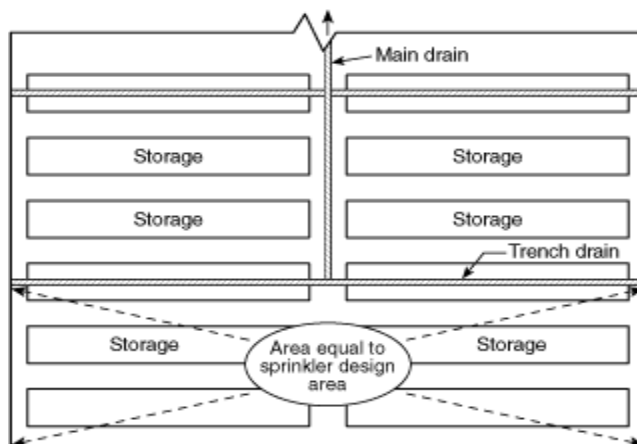 Main drain
Storage
Storage
Storage
Storage
Trench drain
Storage
Area equal to
sprinkler design
area
Storage